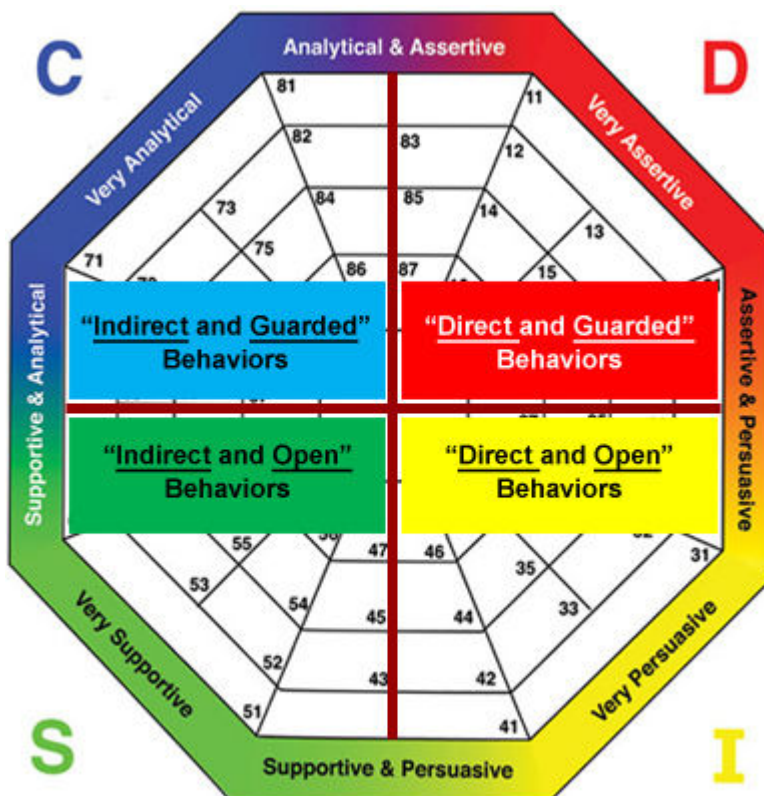 C
Analytical & Assertive
D
Very Analytical
Very Assertive
81
11
82
83
12
84
85
14
73
13
75
15
71
86
87
“Indirect and Guarded”
Behaviors
“Direct and Guarded”
Behaviors
Supportive & Analytical
Assertive & Persuasive
“Indirect and Open”
Behaviors
“Direct and Open”
Behaviors
55
47
46
31
53
35
54
45
44
33
52
43
42
51
41
Very Supportive
Very Persuasive
S
Supportive & Persuasive
I